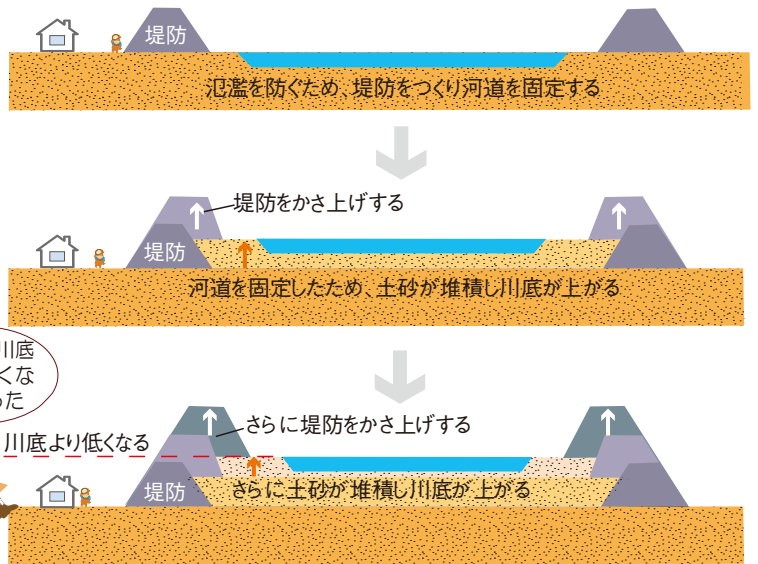 堤防
氾濫を防ぐため、堤防をつくり河道を固定する
堤防をかさ上げする
堤防
河道を固定したため、土砂が堆積し川底が上がる
川底
くな
った
さらに堤防をかさ上げする
川底より低くなる
堤防
さらに土砂が堆積し川底が上がる